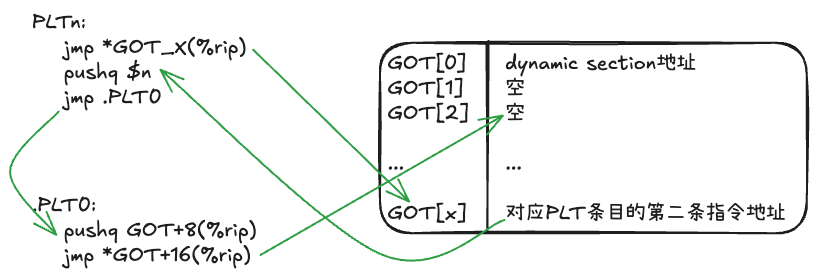 PLTn:
jmp *GOT_X(%rip)
pushq $n
jmp .PLT0
.PLT0:
pushq GOT+8(%rip)
jmp *GOT+16(%rip)
GOT[0] dynamic section地址
GOT[1] 空
GOT[2] 空
... ...
GOT[x] 对应PLT条目的第二条指令地址